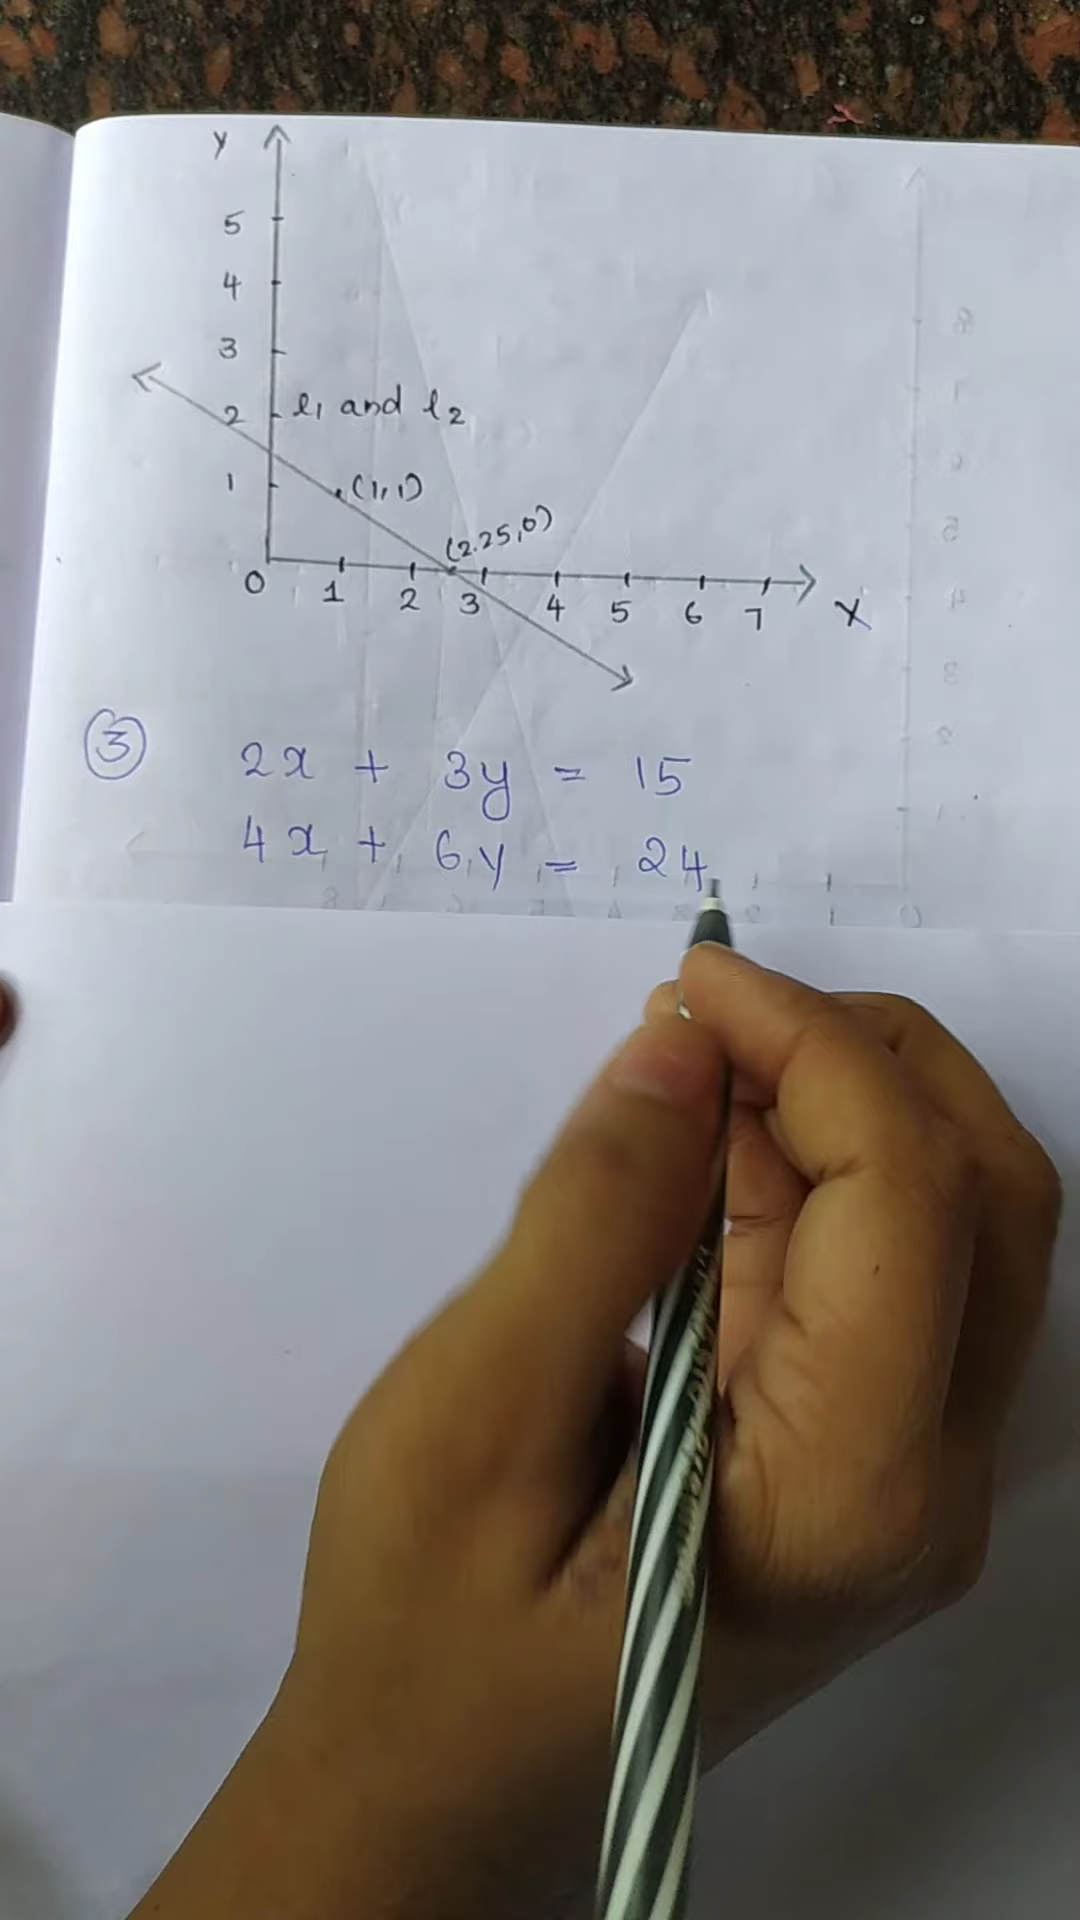 Y
5
4
3
2 l₁ and l₂
1 (1,1)
(2.25,0)
0 1 2 3 4 5 6 7 X
③ 2x + 3y = 15
4x + 6y = 24